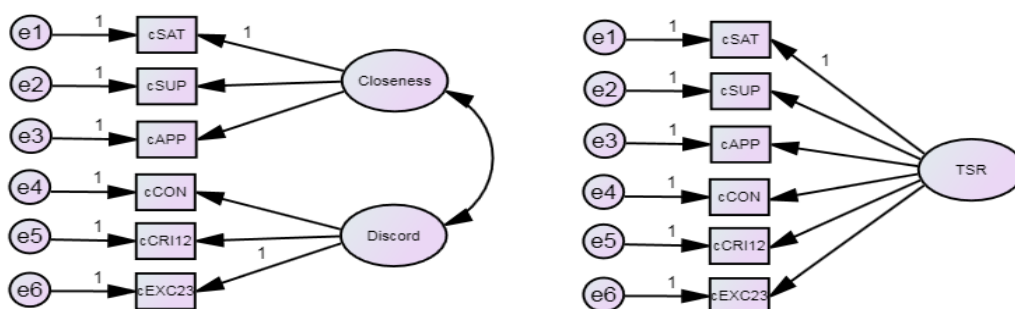 e1 1 cSAT 1
e2 1 cSUP Closeness
e3 1 cAPP
e4 1 cCON
e5 1 cCRI12 Discord
e6 1 cEXC23 1
e1 1 cSAT 1
e2 1 cSUP
e3 1 cAPP TSR
e4 1 cCON
e5 1 cCRI12
e6 1 cEXC23